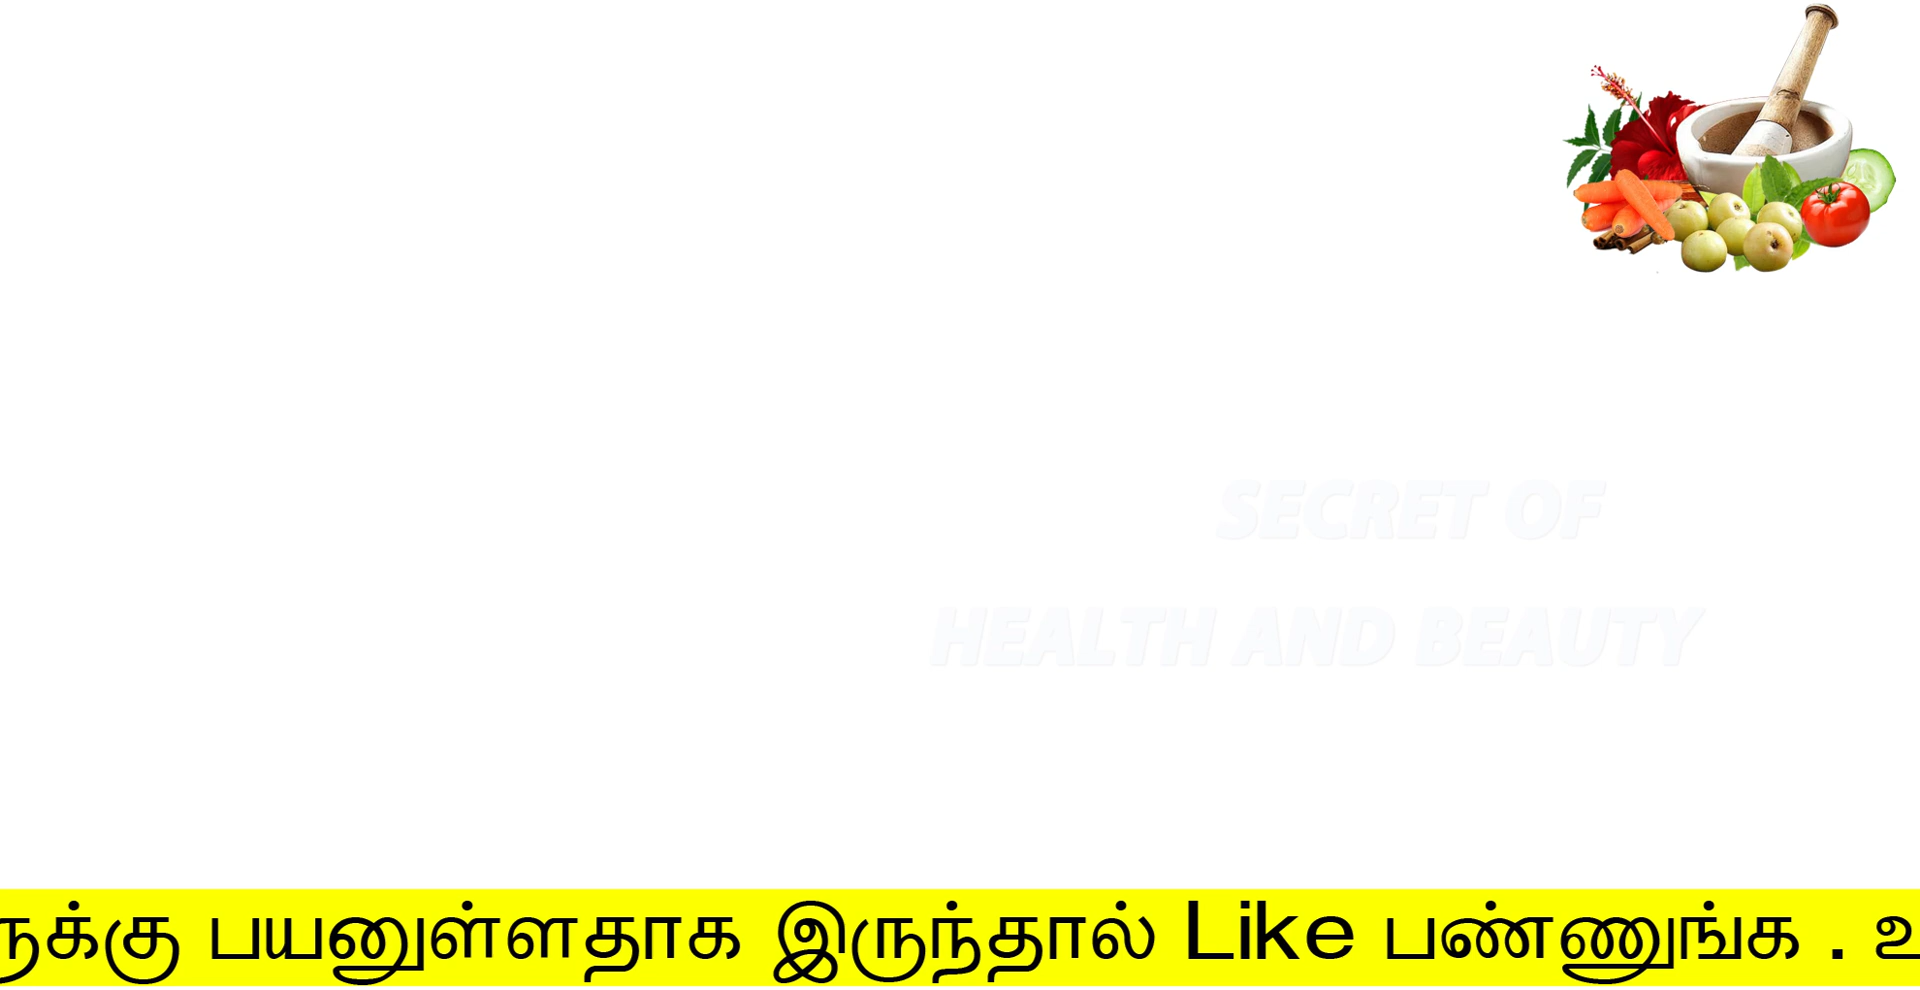 SECRET OF
HEALTH AND BEAUTY
பயனுள்ளதாக இருந்தால் Like பண்ணுங்க .